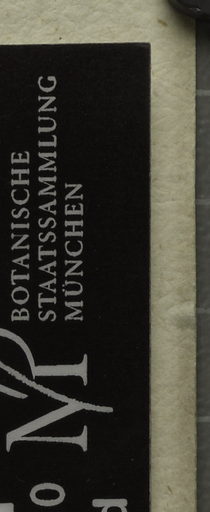 BOTANISCHE
STAATSSAMMLUNG
MÜNCHEN
M